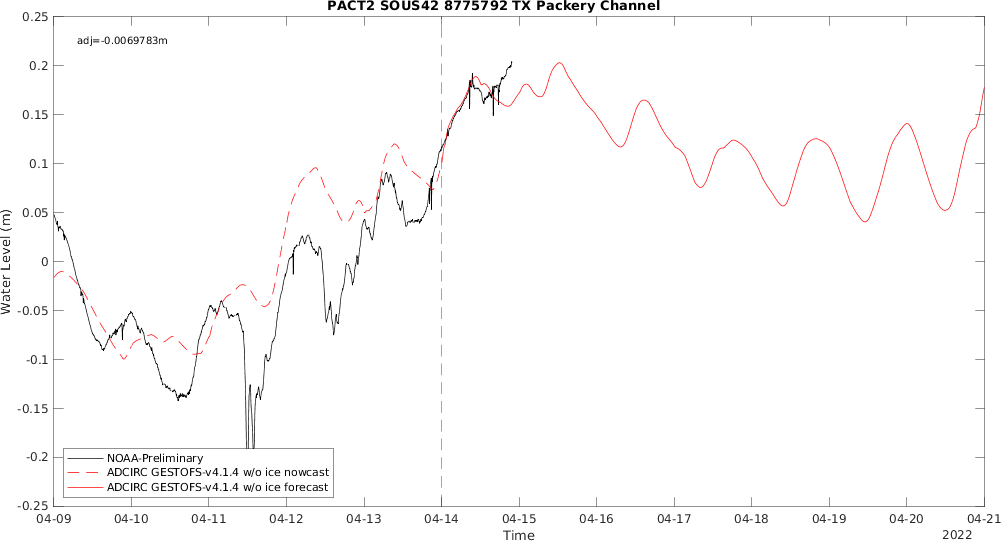 PACT2 SOUS42 8775792 TX Packery Channel
adj=-0.0069783m
0.25
0.2
0.15
0.1
0.05
0
-0.05
-0.1
-0.15
-0.2
-0.25
Water Level (m)
NOAA-Preliminary
ADCIRC GESTOFS-v4.1.4 w/o ice nowcast
ADCIRC GESTOFS-v4.1.4 w/o ice forecast
04-09 04-10 04-11 04-12 04-13 04-14 04-15 04-16 04-17 04-18 04-19 04-20 04-21
Time
2022